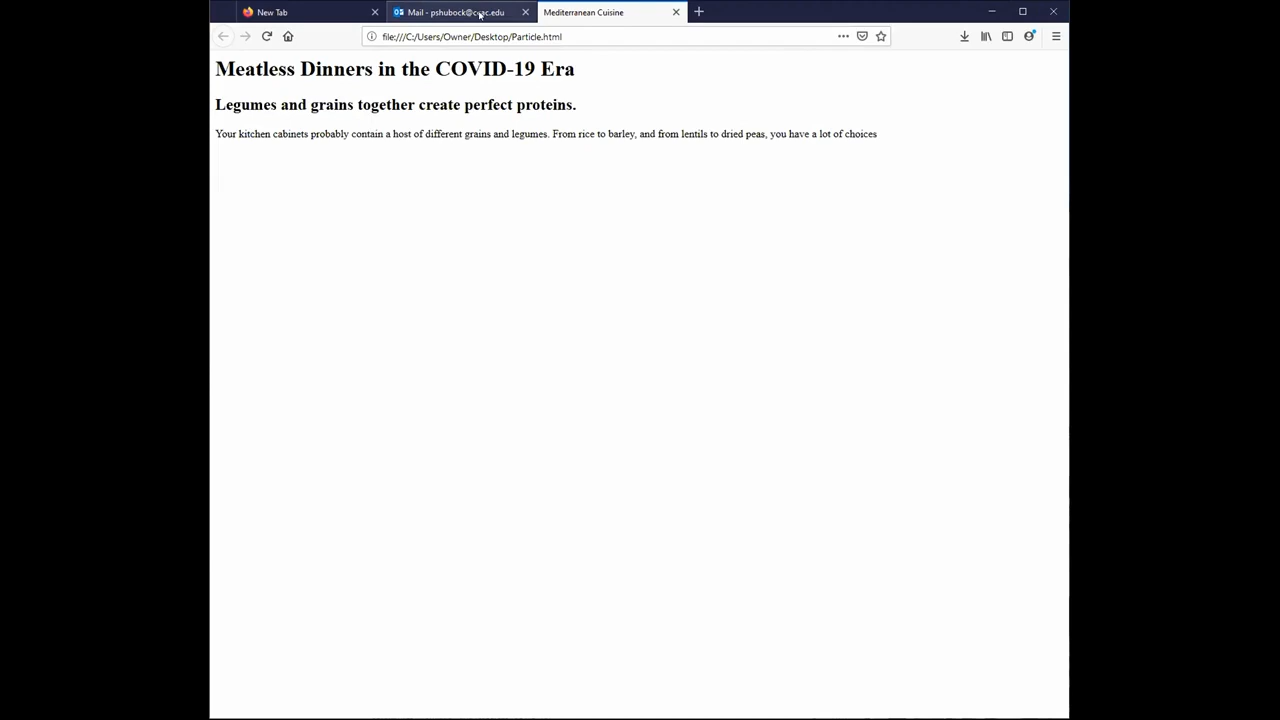 New Tab
Mail - pshubock@ccac.edu
Mediterranean Cuisine
file:///C:/Users/Owner/Desktop/Particle.html
Meatless Dinners in the COVID-19 Era
Legumes and grains together create perfect proteins.
Your kitchen cabinets probably contain a host of different grains and legumes. From rice to barley, and from lentils to dried peas, you have a lot of choices